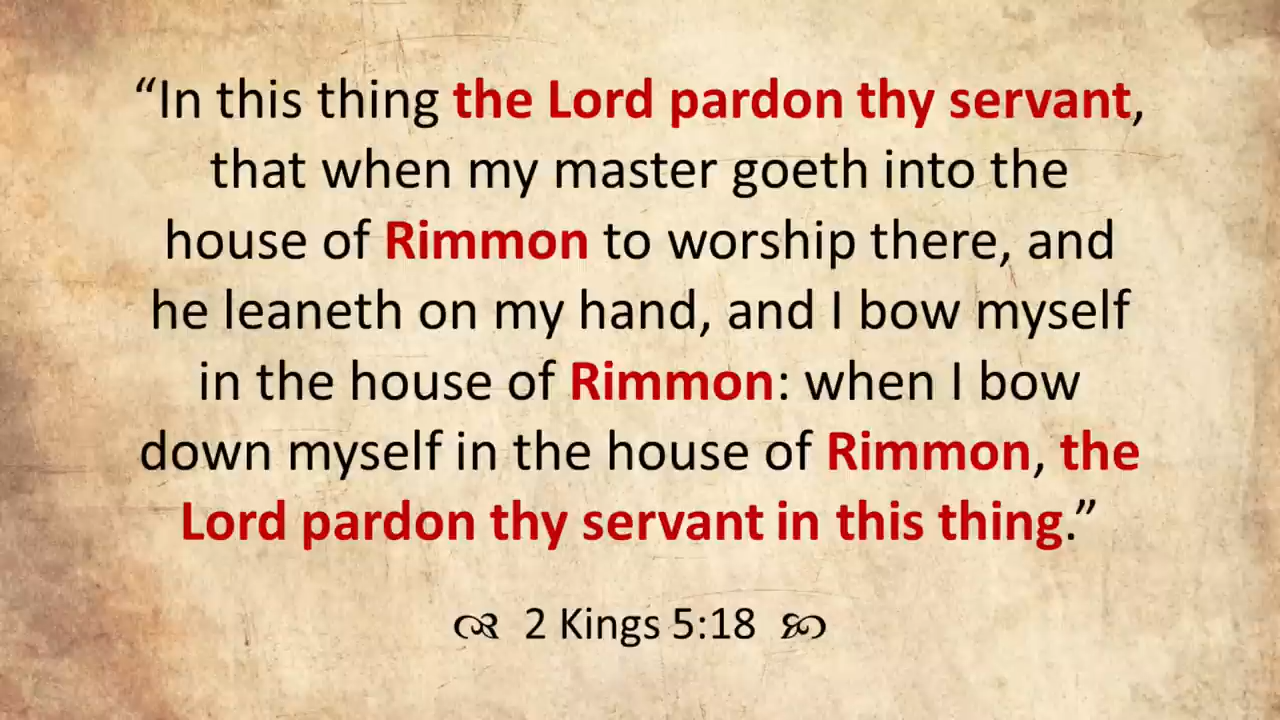 “In this thing the Lord pardon thy servant,
that when my master goeth into the
house of Rimmon to worship there, and
he leaneth on my hand, and I bow myself
in the house of Rimmon: when I bow
down myself in the house of Rimmon, the
Lord pardon thy servant in this thing.”
2 Kings 5:18